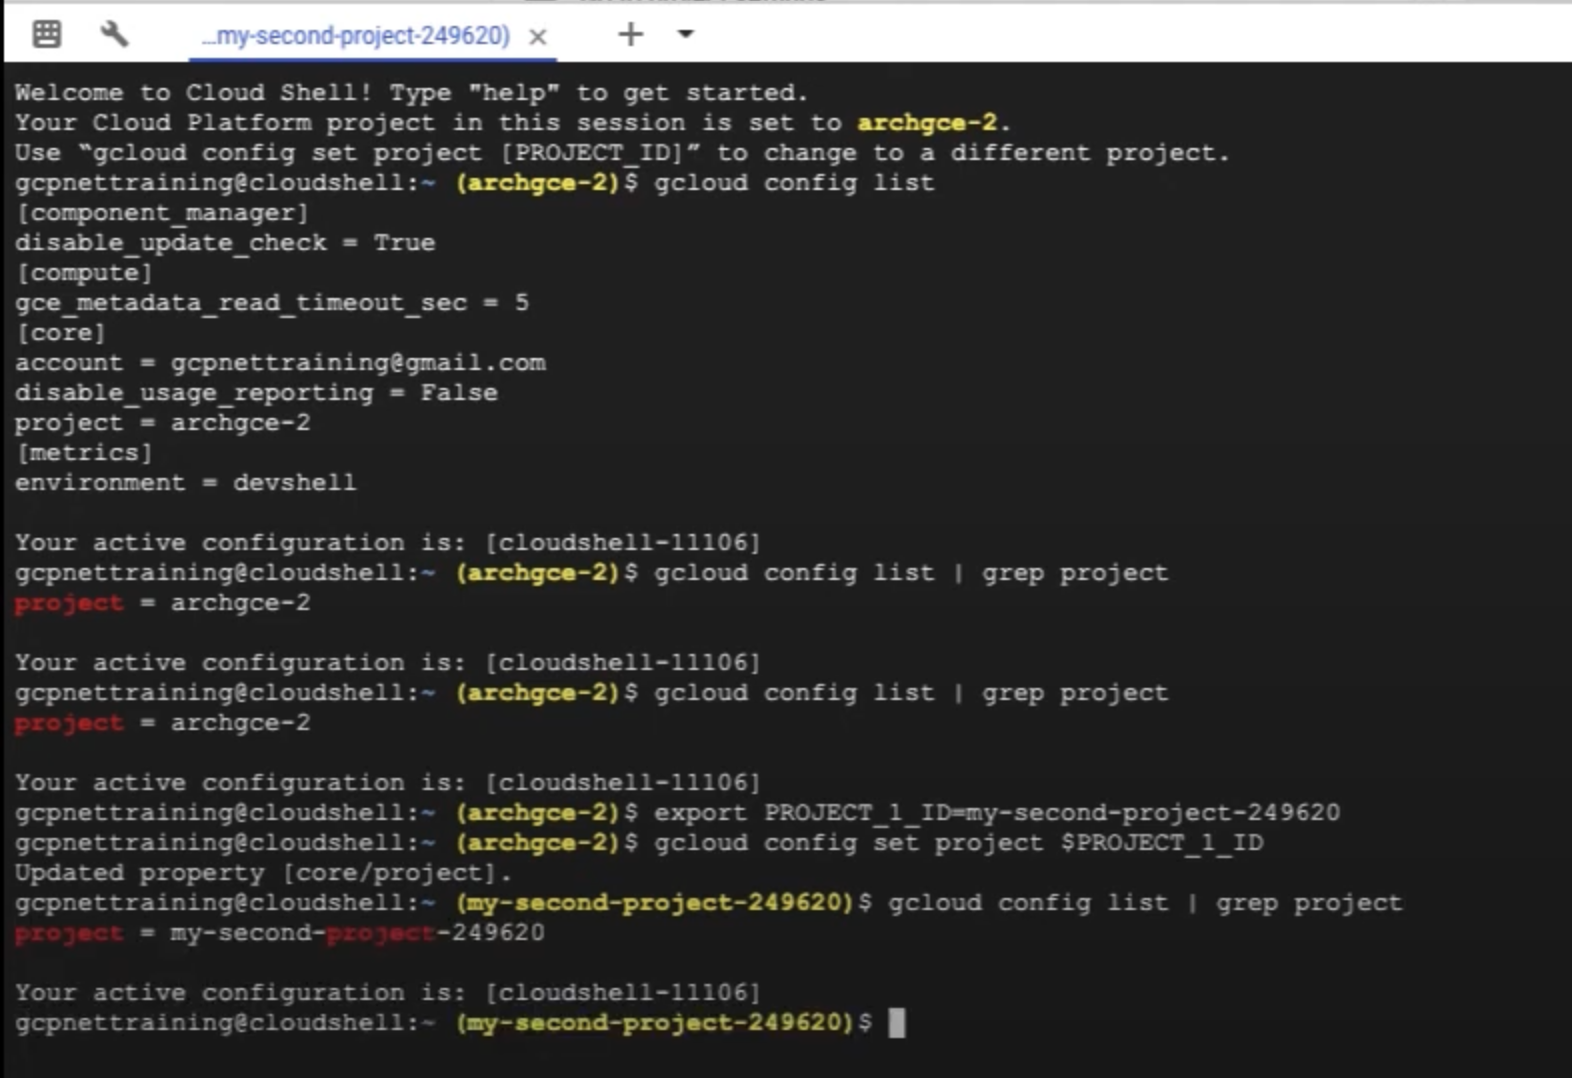 ...my-second-project-249620)
Welcome to Cloud Shell! Type "help" to get started.
Your Cloud Platform project in this session is set to archgce-2.
Use “gcloud config set project [PROJECT_ID]” to change to a different project.
gcpnettraining@cloudshell:~ (archgce-2)$ gcloud config list
[component_manager]
disable_update_check = True
[compute]
gce_metadata_read_timeout_sec = 5
[core]
account = gcpnettraining@gmail.com
disable_usage_reporting = False
project = archgce-2
[metrics]
environment = devshell
Your active configuration is: [cloudshell-11106]
gcpnettraining@cloudshell:~ (archgce-2)$ gcloud config list | grep project
project = archgce-2
Your active configuration is: [cloudshell-11106]
gcpnettraining@cloudshell:~ (archgce-2)$ gcloud config list | grep project
project = archgce-2
Your active configuration is: [cloudshell-11106]
gcpnettraining@cloudshell:~ (archgce-2)$ export PROJECT_1_ID=my-second-project-249620
gcpnettraining@cloudshell:~ (archgce-2)$ gcloud config set project $PROJECT_1_ID
Updated property [core/project].
gcpnettraining@cloudshell:~ (my-second-project-249620)$ gcloud config list | grep project
project = my-second-project-249620
Your active configuration is: [cloudshell-11106]
gcpnettraining@cloudshell:~ (my-second-project-249620)$